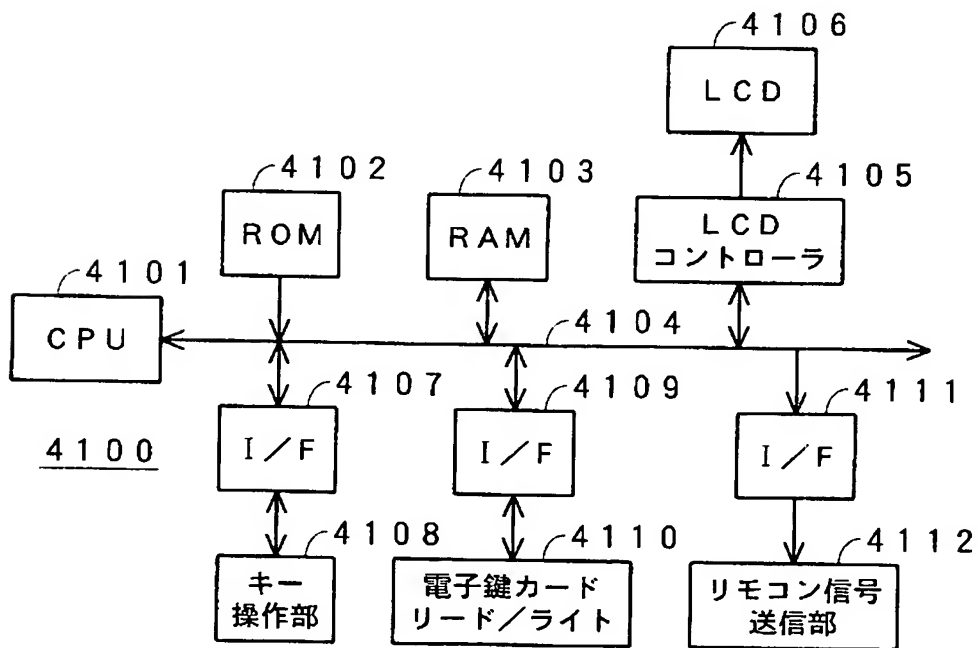 4106
LCD
4102
ROM
4103
RAM
4105
LCD
コントローラ
4101
CPU
4104
4107
I/F
4109
I/F
4111
I/F
4100
4108
キー
操作部
4110
電子鍵カード
リード/ライト
4112
リモコン信号
送信部